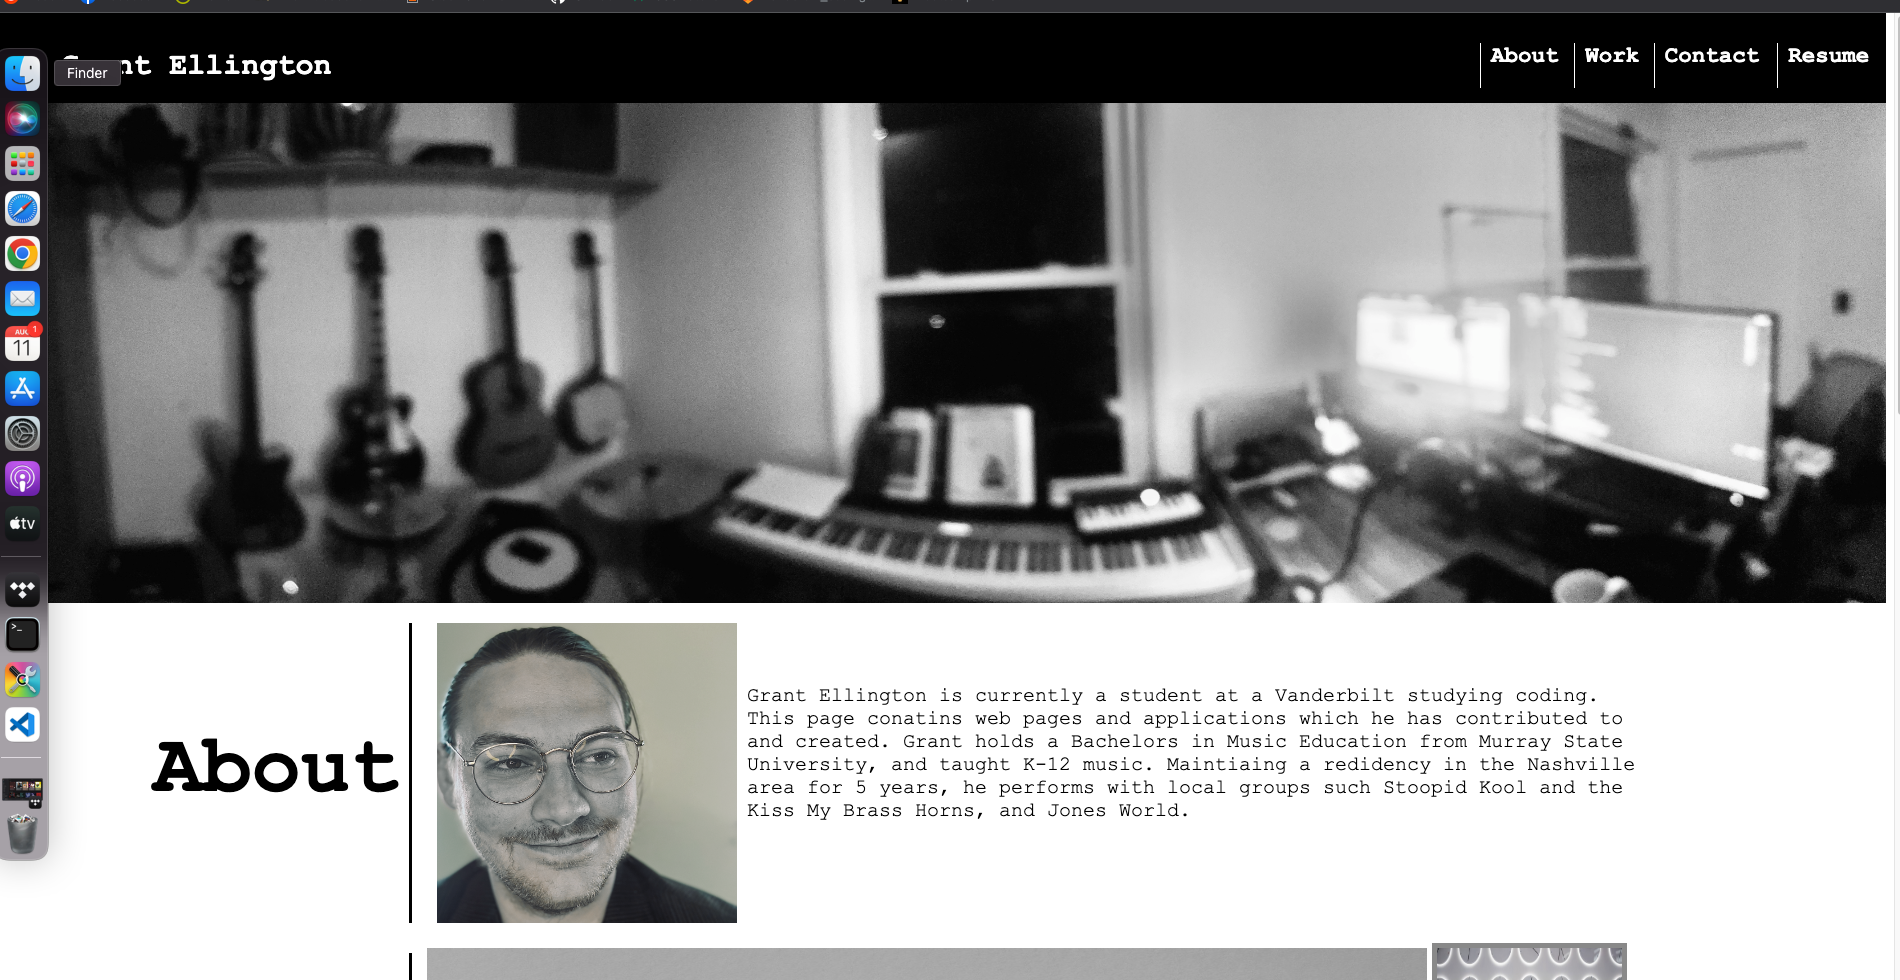 Grant Ellington
Finder
About
Work
Contact
Resume
AUG
1
11
tv
>_
About
Grant Ellington is currently a student at a Vanderbilt studying coding.
This page conatins web pages and applications which he has contributed to
and created. Grant holds a Bachelors in Music Education from Murray State
University, and taught K-12 music. Maintiaing a redidency in the Nashville
area for 5 years, he performs with local groups such Stoopid Kool and the
Kiss My Brass Horns, and Jones World.